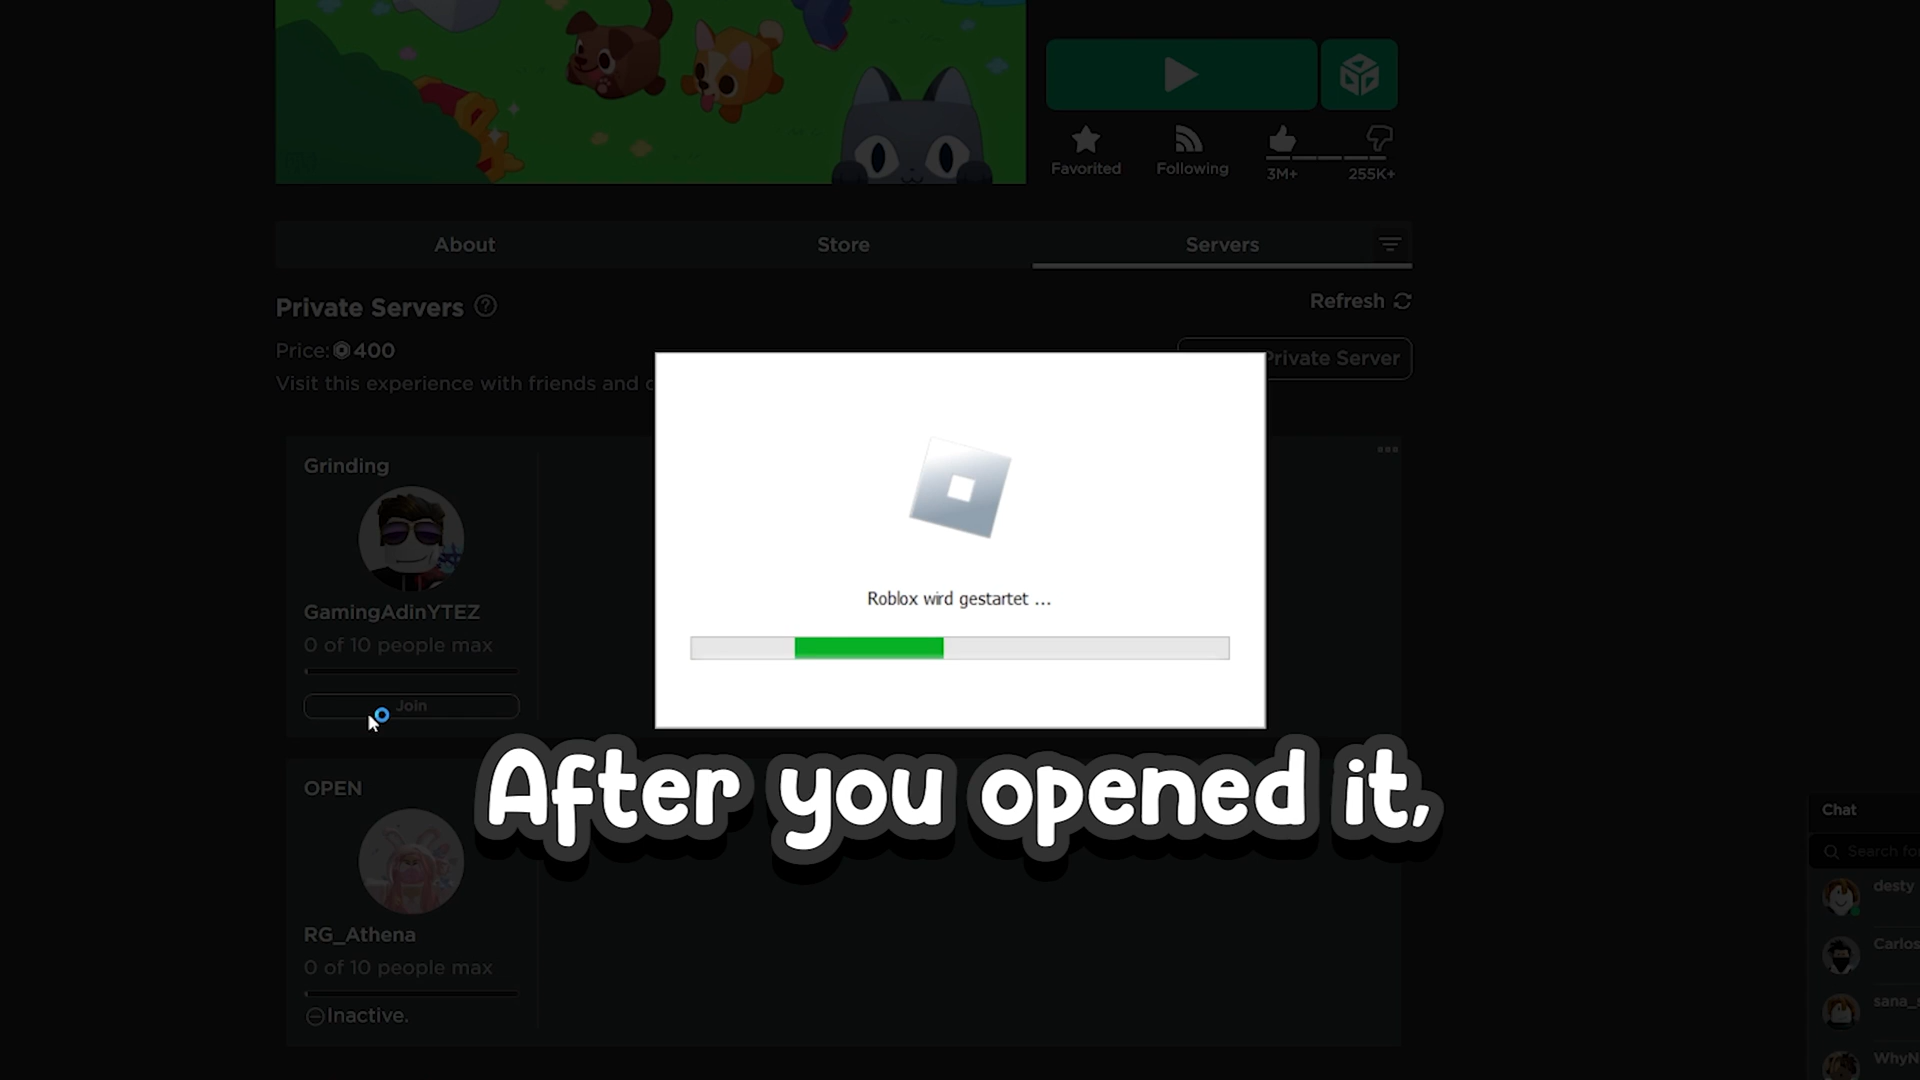 Favorited
Following
3M+
255K+
About
Store
Servers
Private Servers
Refresh
Price: 400
Private Server
Visit this experience with friends and
Grinding
Roblox wird gestartet ...
GamingAdinYTEZ
0 of 10 people max
Join
After you opened it,
OPEN
RG_Athena
0 of 10 people max
Inactive.
Chat
Search
desty
Carlos
sana_
WhyN